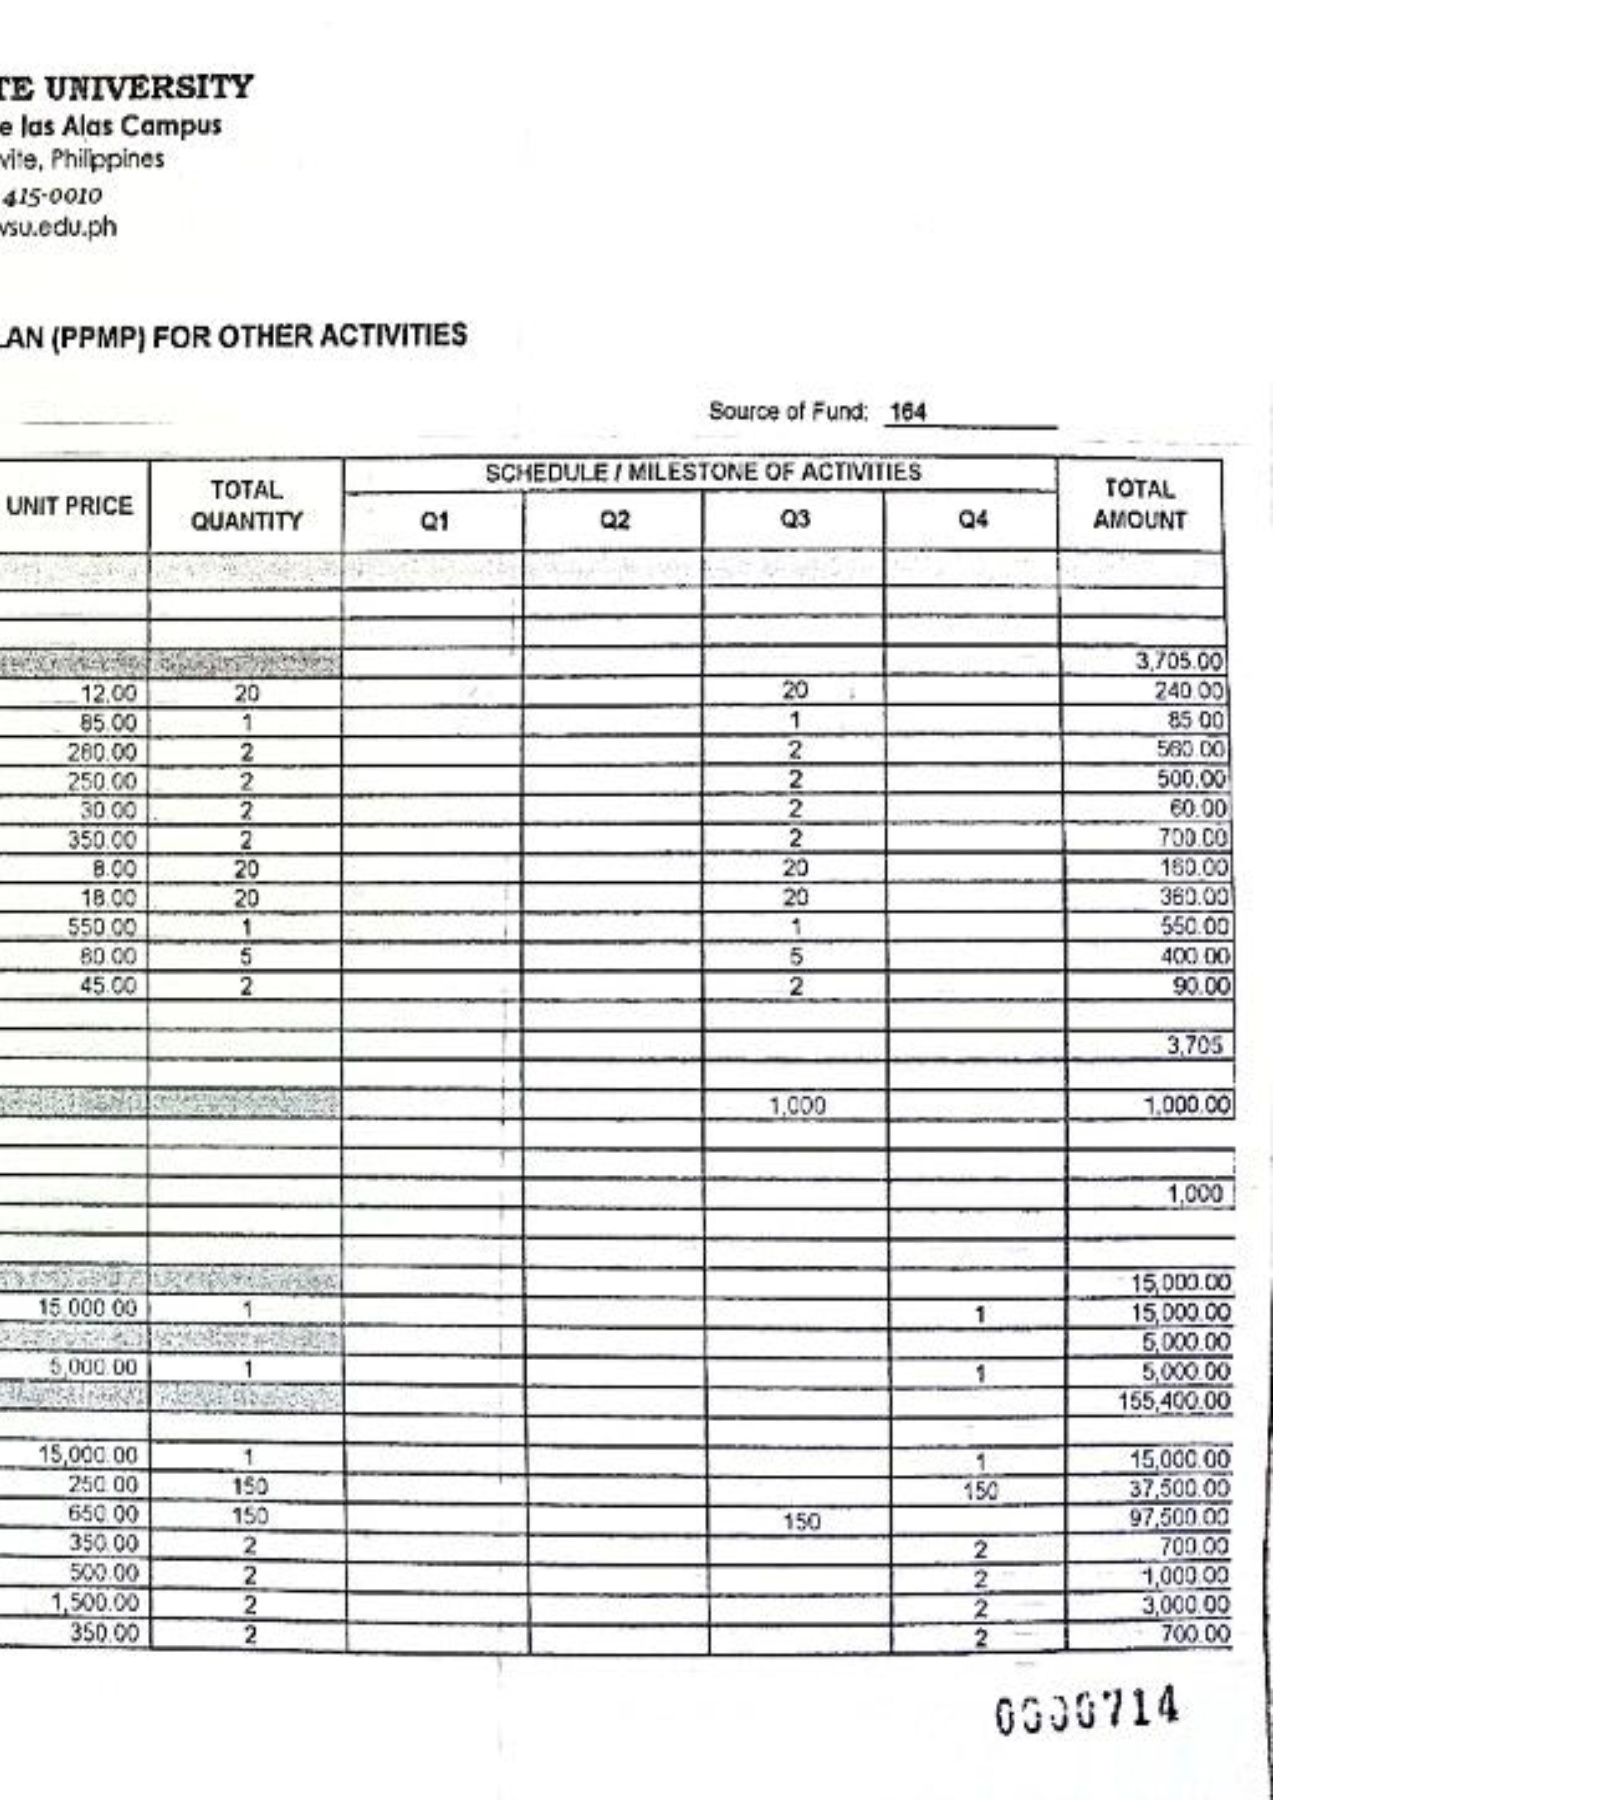 TE UNIVERSITY
e las Alas Campus
vite, Philippines
415-0010
vsu.edu.ph
LAN (PPMP) FOR OTHER ACTIVITIES
Source of Fund: 164
UNIT PRICE TOTAL QUANTITY SCHEDULE / MILESTONE OF ACTIVITIES TOTAL AMOUNT
Q1 Q2 Q3 Q4
3,705.00
12.00 20 20 240.00
85.00 1 1 85.00
280.00 2 2 560.00
250.00 2 2 500.00
30.00 2 2 60.00
350.00 2 2 700.00
8.00 20 20 160.00
18.00 20 20 360.00
550.00 1 1 550.00
80.00 5 5 400.00
45.00 2 2 90.00
3,705
1,000 1,000.00
1,000
15,000.00
15,000.00 1 1 15,000.00
5,000.00
5,000.00 1 1 5,000.00
155,400.00
15,000.00 1 1 15,000.00
250.00 150 150 37,500.00
650.00 150 150 97,500.00
350.00 2 2 700.00
500.00 2 2 1,000.00
1,500.00 2 2 3,000.00
350.00 2 2 700.00
0000714